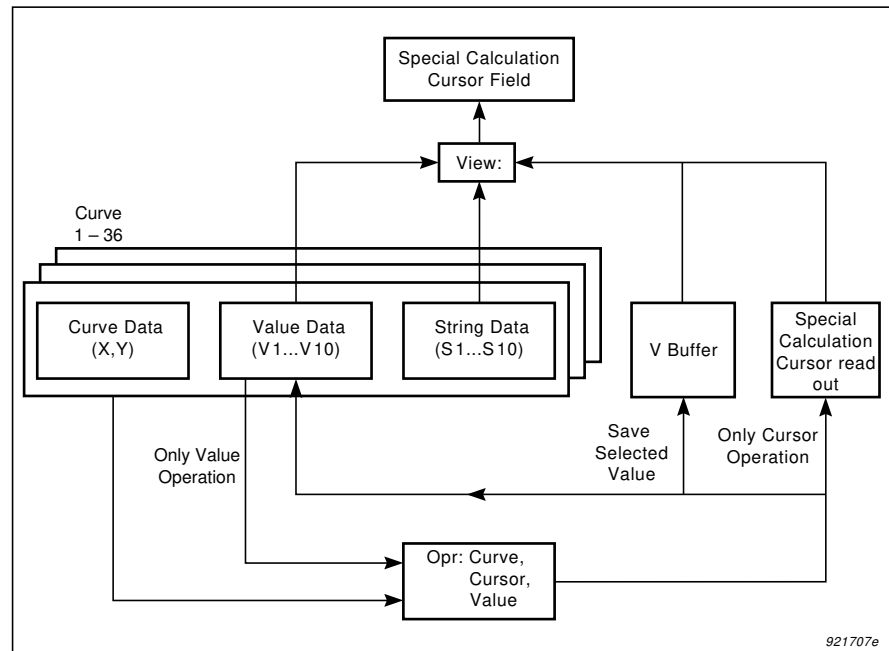 Special Calculation
Cursor Field
View:
Curve
1 – 36
Curve Data
(X,Y)
Value Data
(V1...V10)
String Data
(S1...S10)
V Buffer
Special
Calculation
Cursor read
out
Only Value
Operation
Save
Selected
Value
Only Cursor
Operation
Opr: Curve,
Cursor,
Value
921707e